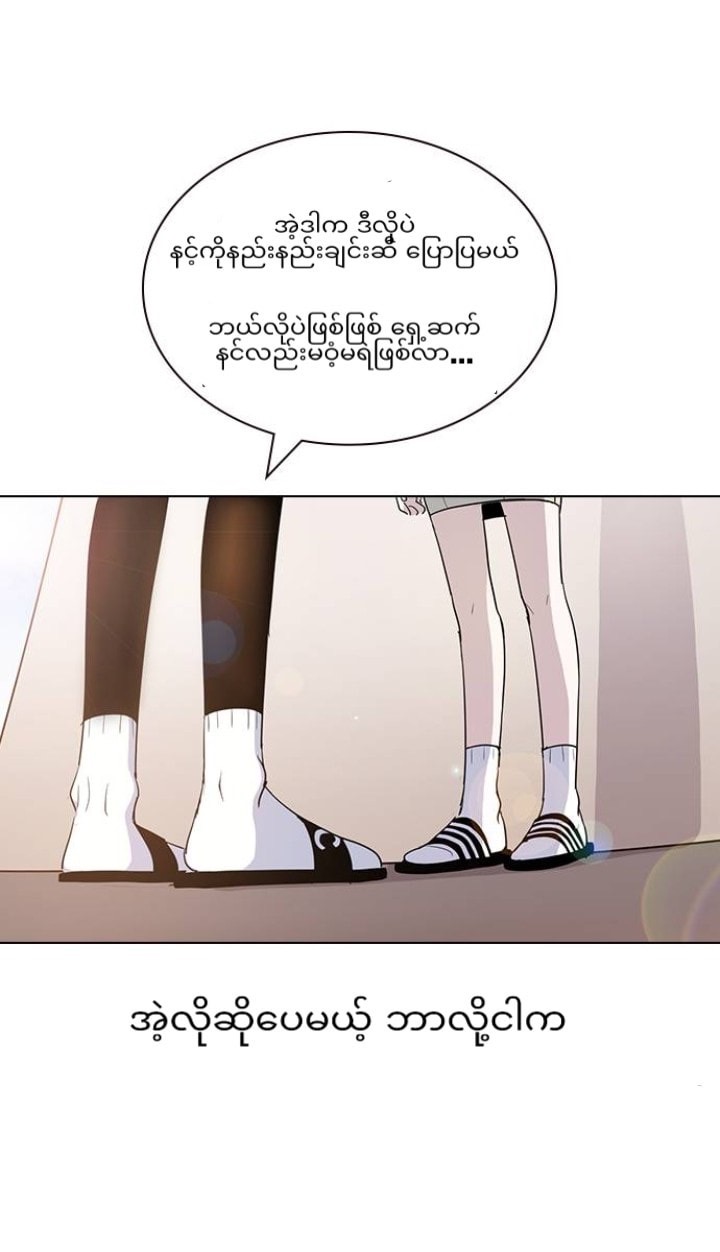 အဲ့ဒါက ဒီလိုပဲ
နင့်ကိုနည်းနည်းချင်းဆီ ပြောပြမယ်
ဘယ်လိုပဲဖြစ်ဖြစ် ရှေ့ဆက်
နင်လည်းမဝံ့မရဲဖြစ်လာ...
အဲ့လိုဆိုပေမယ့် ဘာလို့ငါက